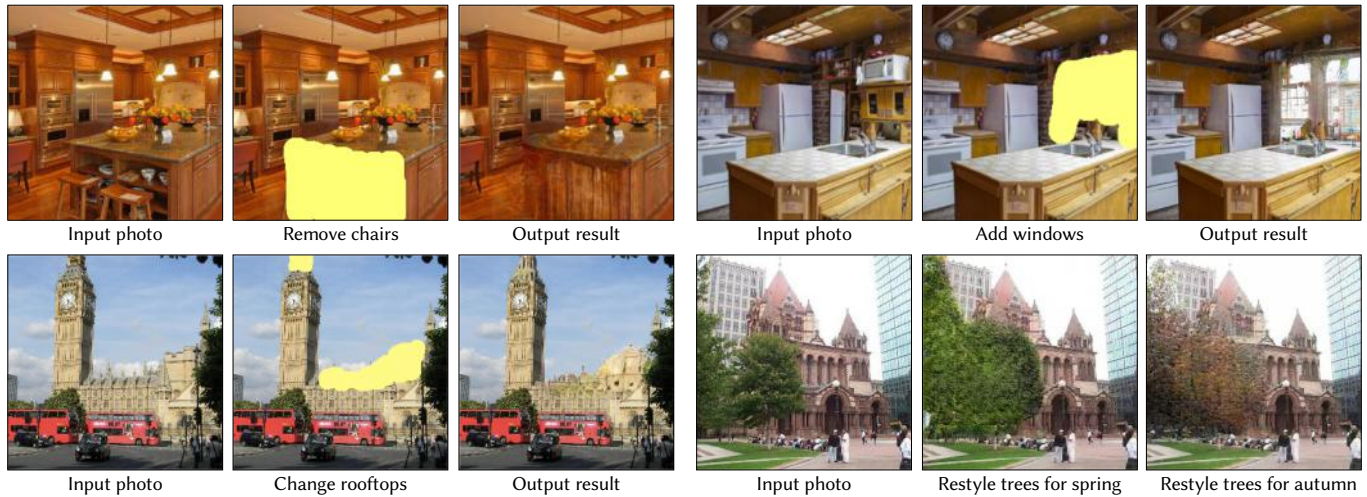 Input photo
Remove chairs
Output result
Input photo
Add windows
Output result
Input photo
Change rooftops
Output result
Input photo
Restyle trees for spring
Restyle trees for autumn